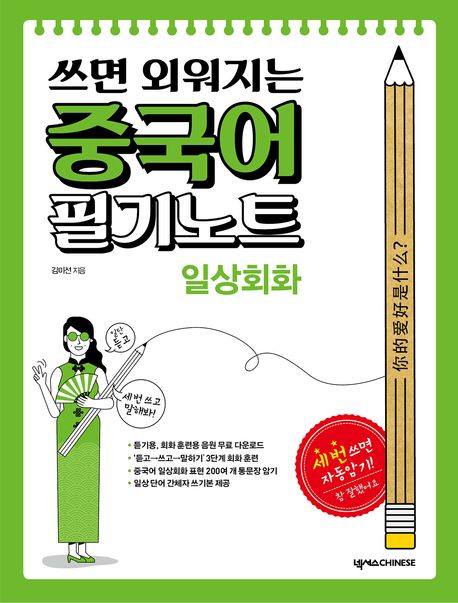 쓰면 외워지는
중국어
필기노트
일상회화
김미선 지음
你的爱好是什么?
일단
듣고
세 번 쓰고
말해봐!
• 듣기용, 회화 훈련용 음원 무료 다운로드
• '듣고→쓰고→말하기' 3단계 회화 훈련
• 중국어 일상회화 표현 200여 개 통문장 암기
• 일상 단어 간체자 쓰기본 제공
세 번 쓰면
자동암기!
참 잘했어요
넥서스CHINESE